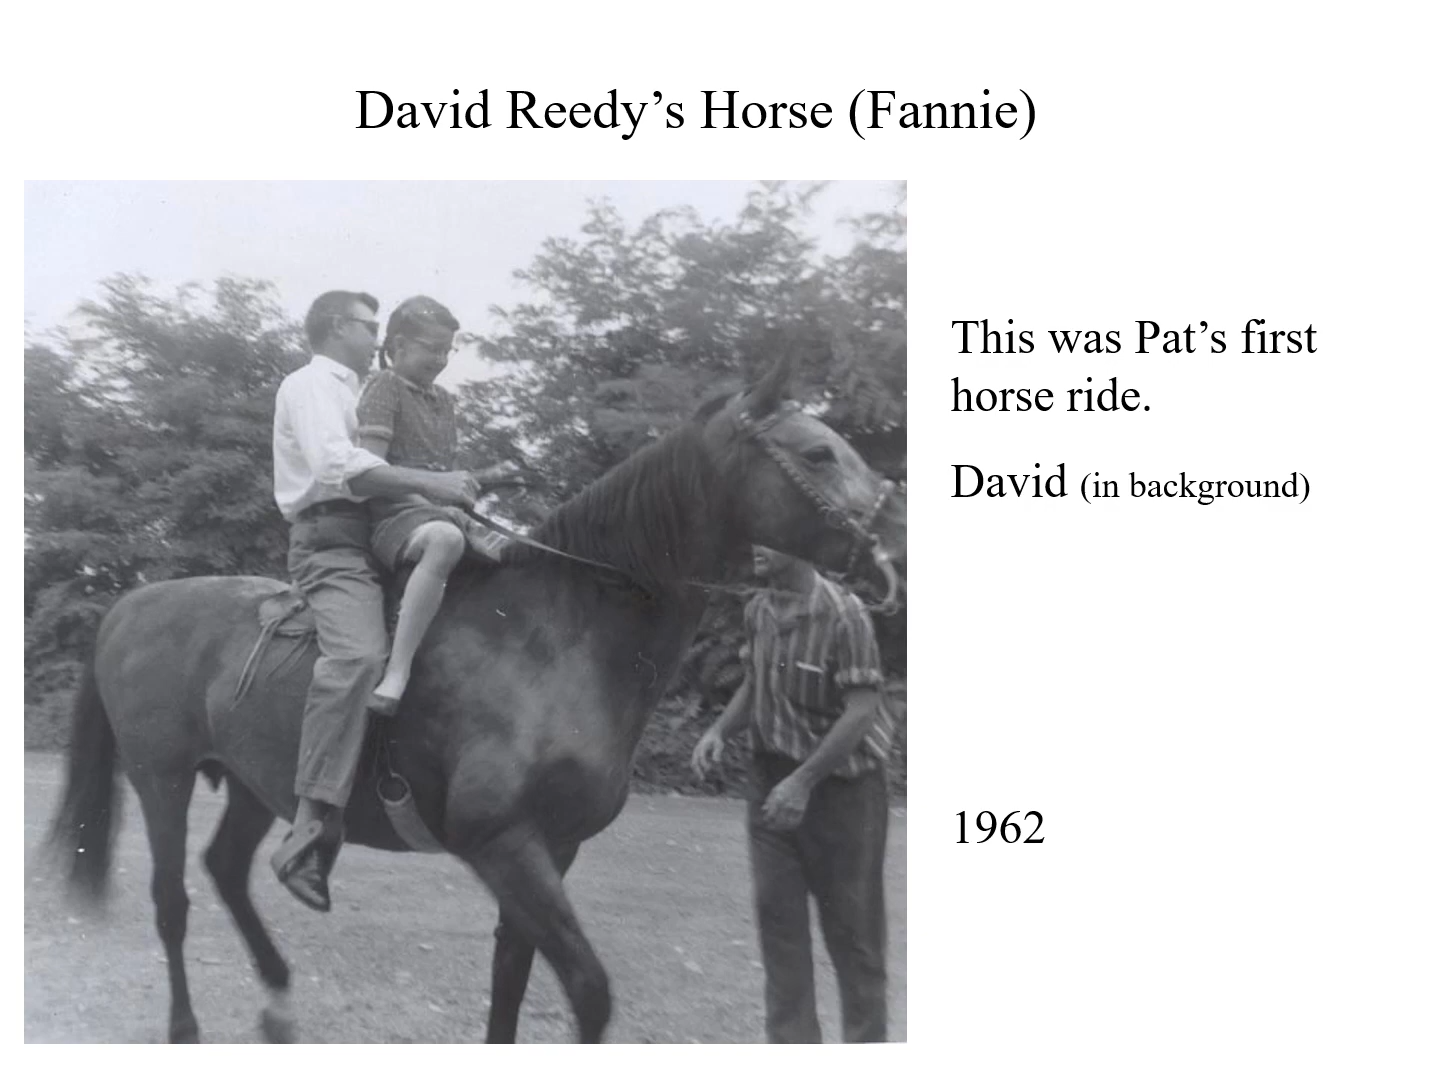 David Reedy’s Horse (Fannie)
This was Pat’s first
horse ride.
David (in background)
1962